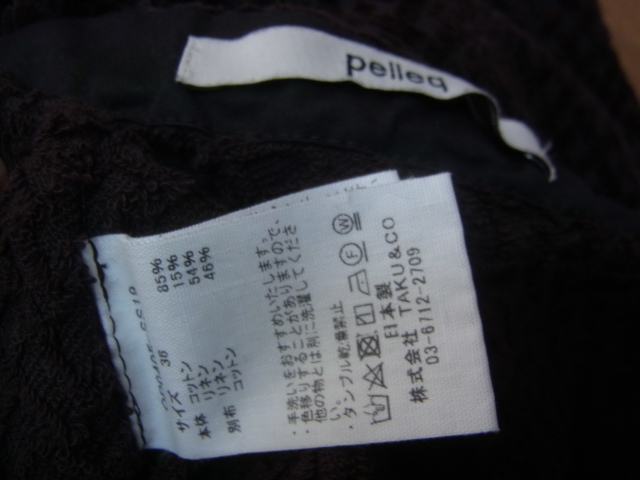 pelleq
サイズ 36
本体 コットン 85%
リネン 15%
別布 リネン 54%
コットン 46%
・手洗いをおすすめいたします。
・色移りすることがありますので、
他の物とは別に洗濯してくださ
い。
・タンブル乾燥禁止
日本製
株式会社 TAKU&CO
03-6712-2709